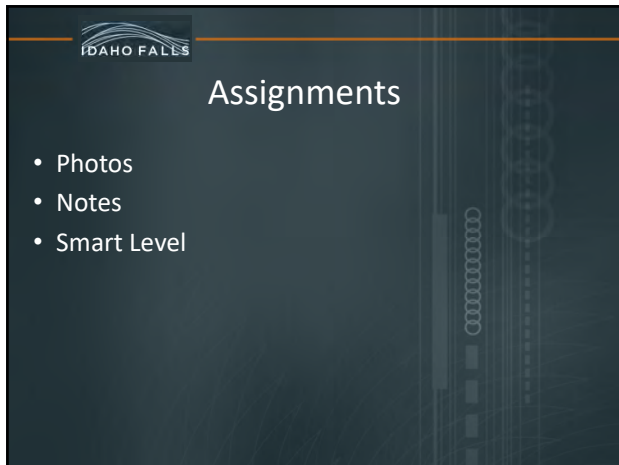 IDAHO FALLS
Assignments
• Photos
• Notes
• Smart Level